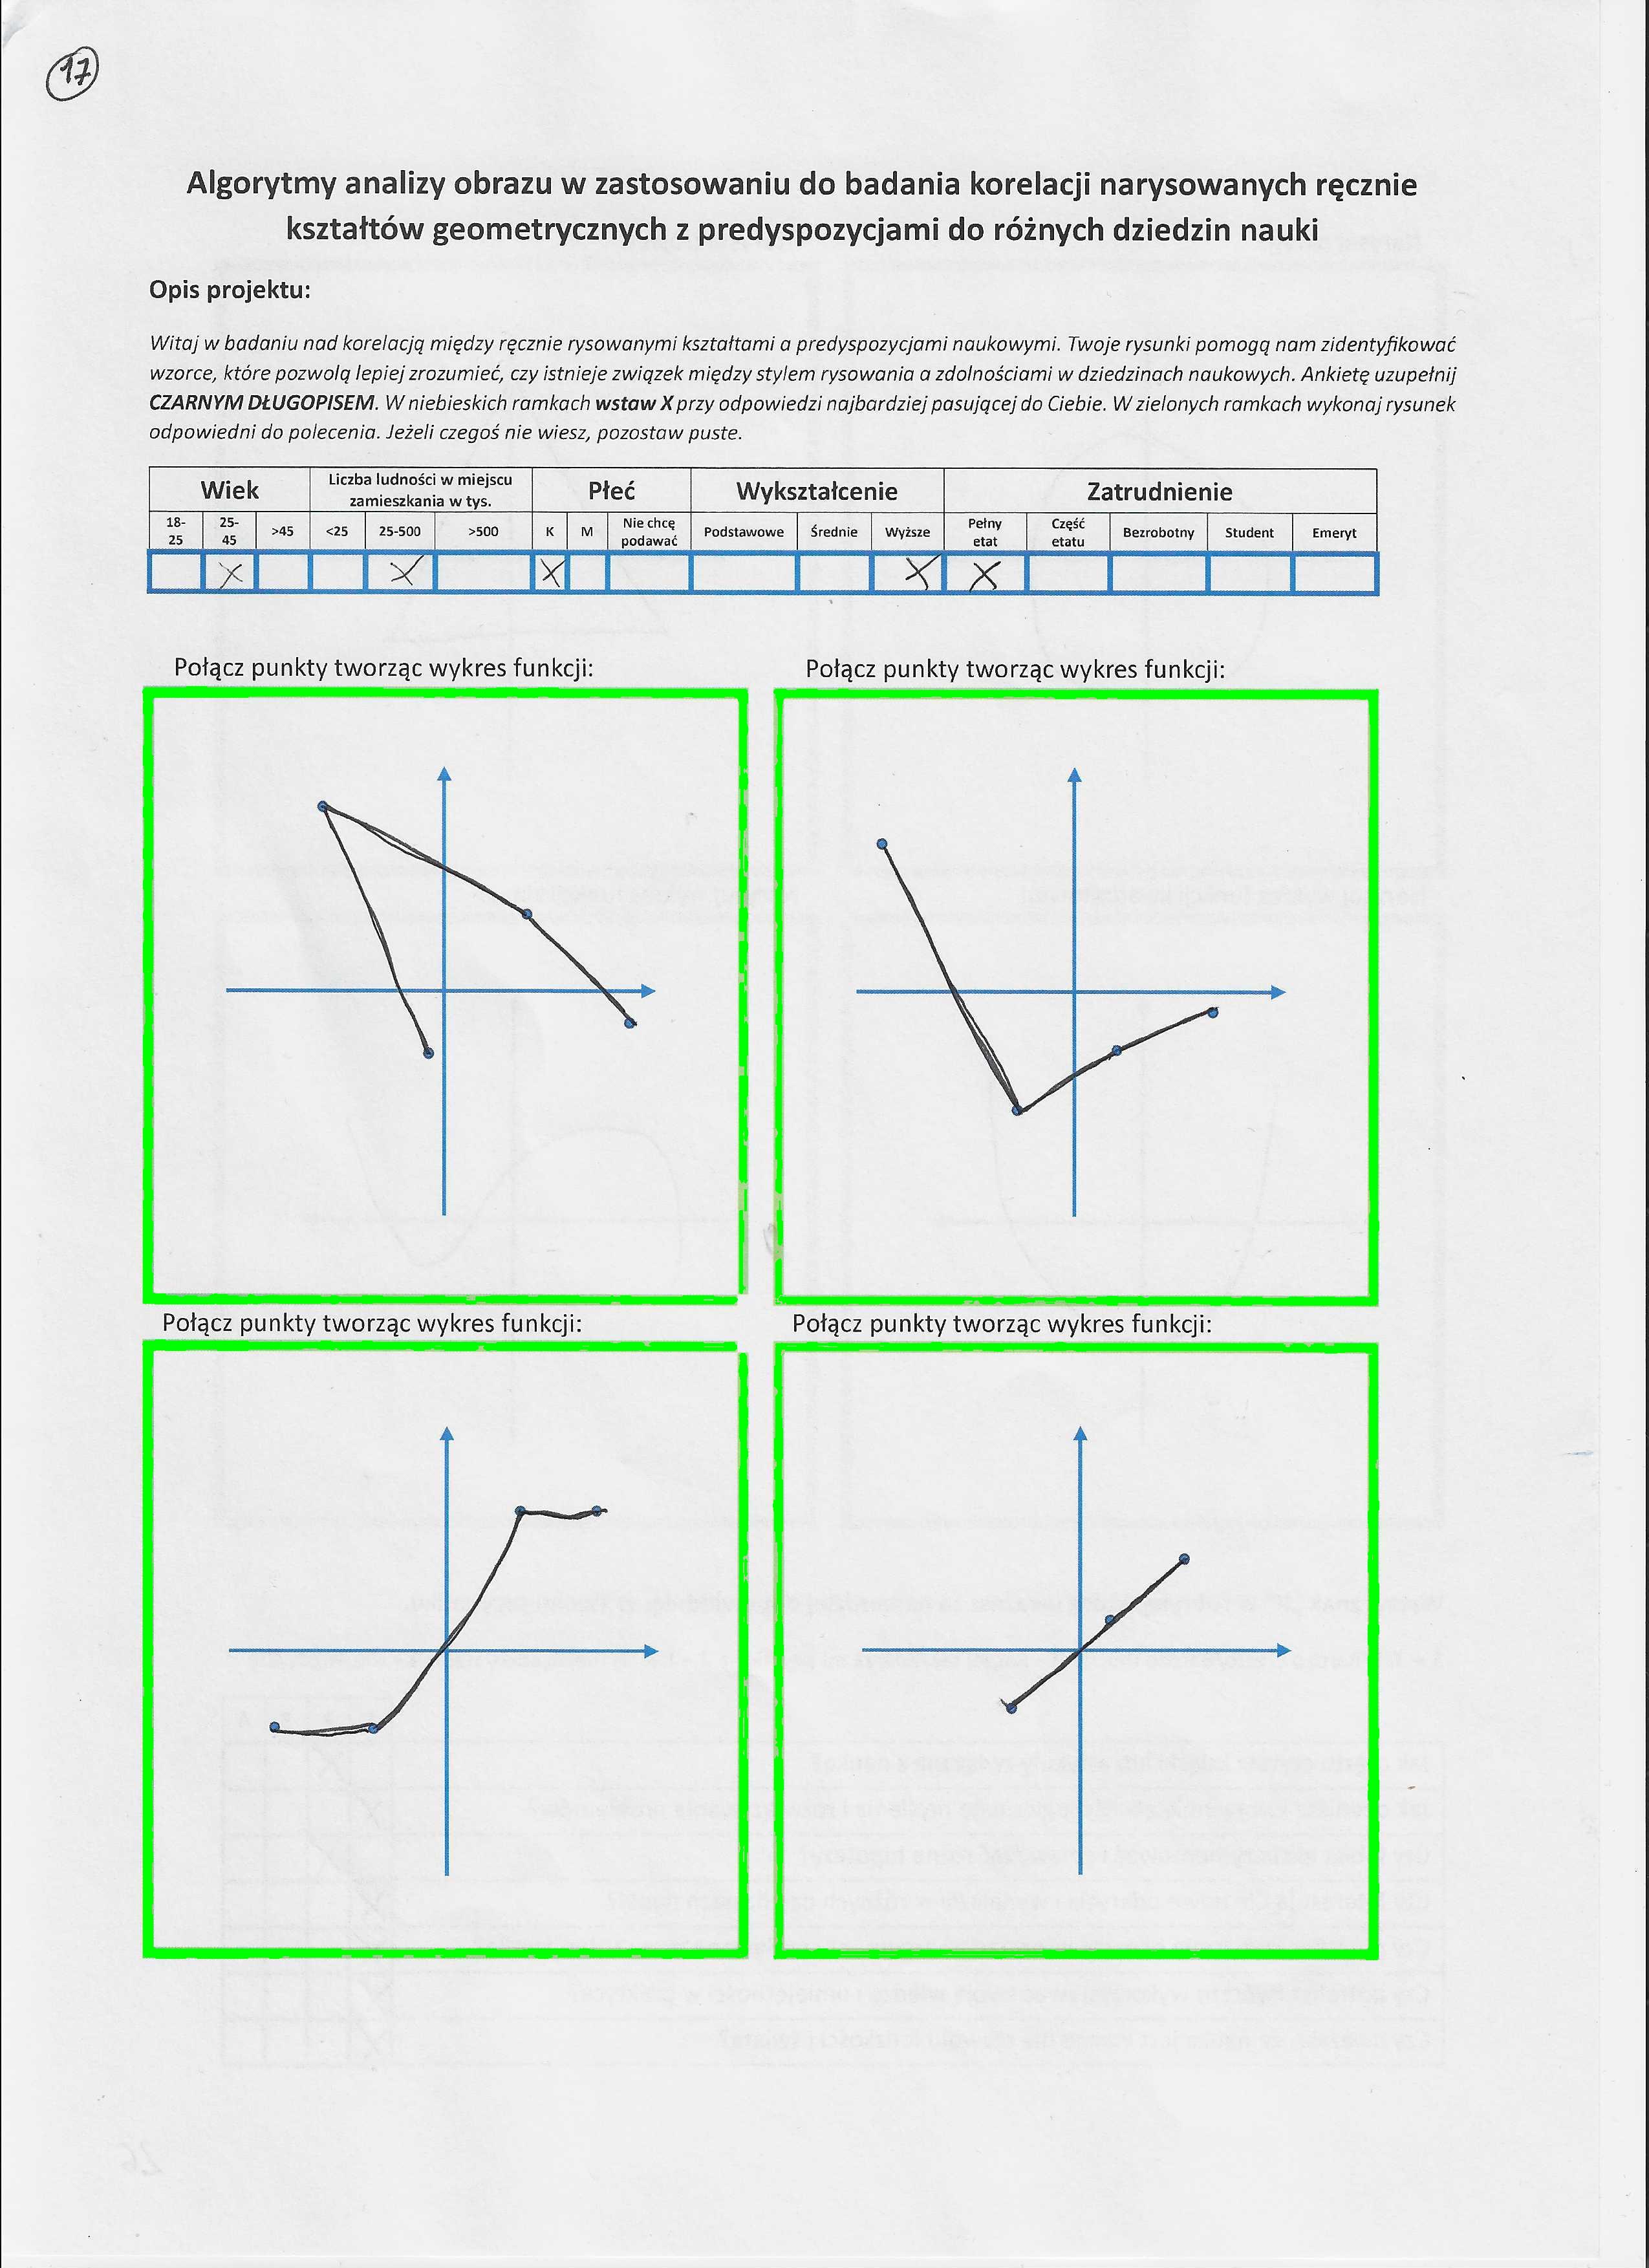 17
Algorytmy analizy obrazu w zastosowaniu do badania korelacji narysowanych ręcznie
kształtów geometrycznych z predyspozycjami do różnych dziedzin nauki
Opis projektu:
Witaj w badaniu nad korelacją między ręcznie rysowanymi kształtami a predyspozycjami naukowymi. Twoje rysunki pomogą nam zidentyfikować
wzorce, które pozwolą lepiej zrozumieć, czy istnieje związek między stylem rysowania a zdolnościami w dziedzinach naukowych. Ankietę uzupełnij
CZARNYM DŁUGOPISEM. W niebieskich ramkach wstaw X przy odpowiedzi najbardziej pasującej do Ciebie. W zielonych ramkach wykonaj rysunek
odpowiedni do polecenia. Jeżeli czegoś nie wiesz, pozostaw puste.
Wiek Liczba ludności w miejscu zamieszkania w tys. Płeć Wykształcenie Zatrudnienie
18-25 25-45 >45 <25 25-500 >500 K M Nie chcę podawać Podstawowe Średnie Wyższe Pełny etat Część etatu Bezrobotny Student Emeryt
X X X X X
Połącz punkty tworząc wykres funkcji: Połącz punkty tworząc wykres funkcji:
Połącz punkty tworząc wykres funkcji: Połącz punkty tworząc wykres funkcji: